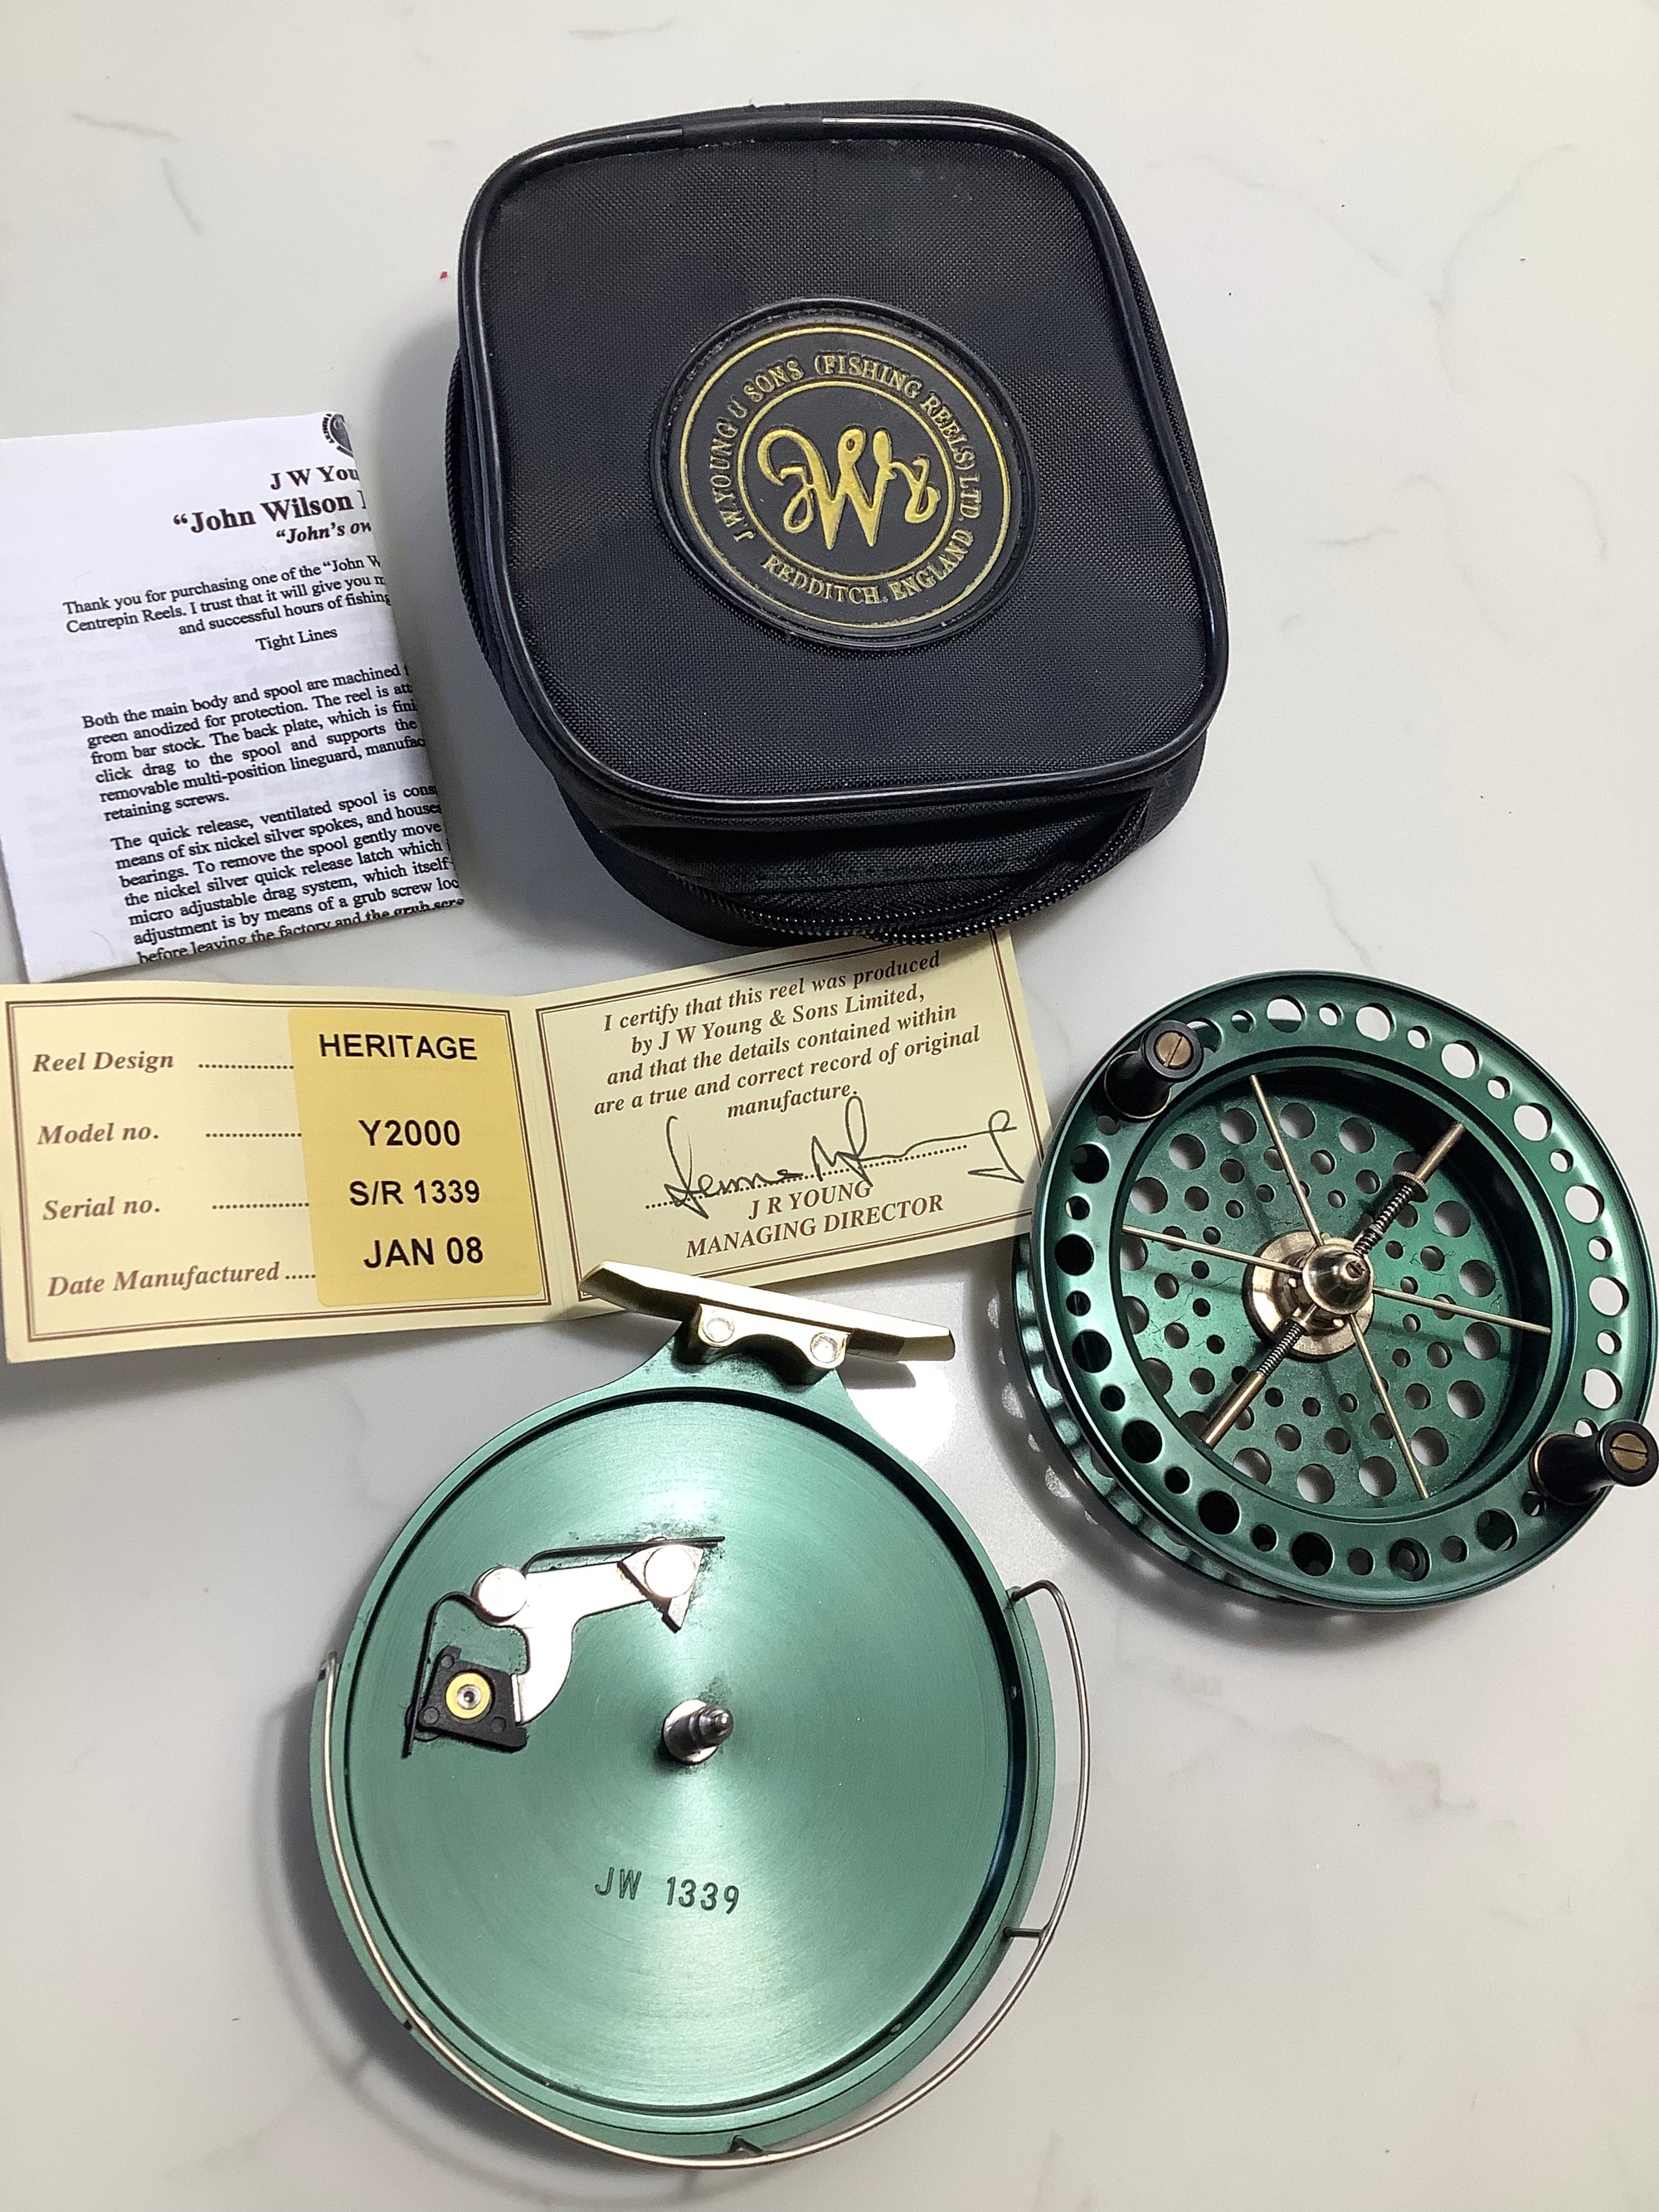 J W YOUNG & SONS (FISHING REELS) LTD.
REDDITCH. ENGLAND
JWY
J W
“John Wilson
“John's
Thank you for purchasing one of the “John
Centrepin Reels. I trust that it will give you
and successful hours of fishing
Tight Lines
Both the main body and spool are machined
green anodized for protection. The reel is
from bar stock. The back plate, which is
click drag to the spool and supports the
removable multi-position lineguard,
retaining screws.
The quick release, ventilated spool is
means of six nickel silver spokes, and
bearings. To remove the spool gently move
the nickel silver quick release latch which
micro adjustable drag system, which itself
adjustment is by means of a grub screw
before leaving the factory and the grub
Reel Design .............. HERITAGE
Model no. .............. Y2000
Serial no. .............. S/R 1339
Date Manufactured ..... JAN 08
I certify that this reel was produced
by J W Young & Sons Limited,
and that the details contained within
are a true and correct record of original
manufacture.
J R YOUNG
MANAGING DIRECTOR
JW 1339